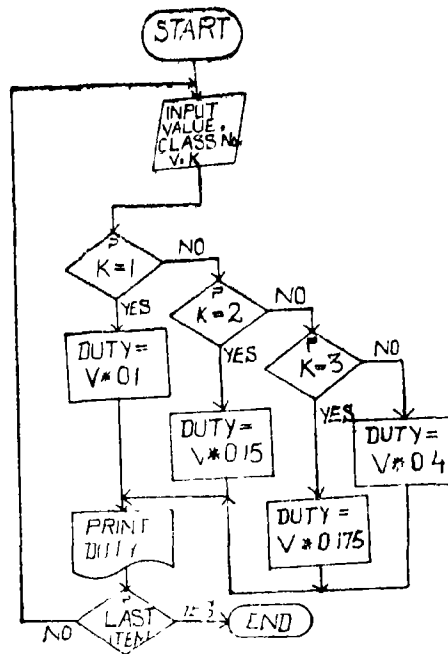 START
INPUT
VALUE.
CLASS No.
V. K
?
K=1
NO
YES
?
K=2
NO
YES
?
K=3
NO
YES
DUTY=
V*01
DUTY=
V*015
DUTY=
V*04
DUTY=
V*0175
PRINT
DUTY
LAST
ITEM
NO
END